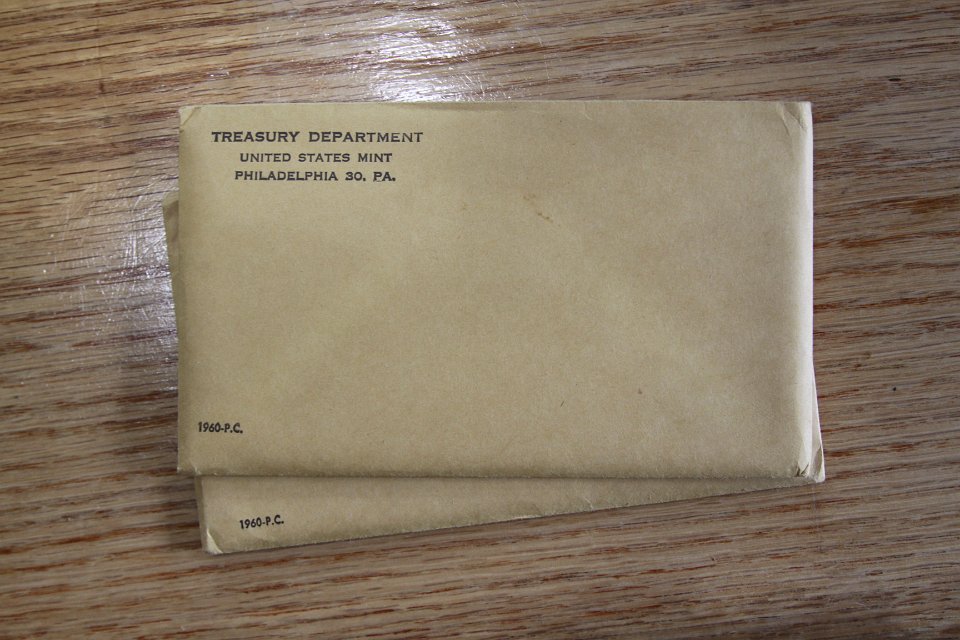 TREASURY DEPARTMENT
UNITED STATES MINT
PHILADELPHIA 30, PA.
1960-P.C.
1960-P.C.